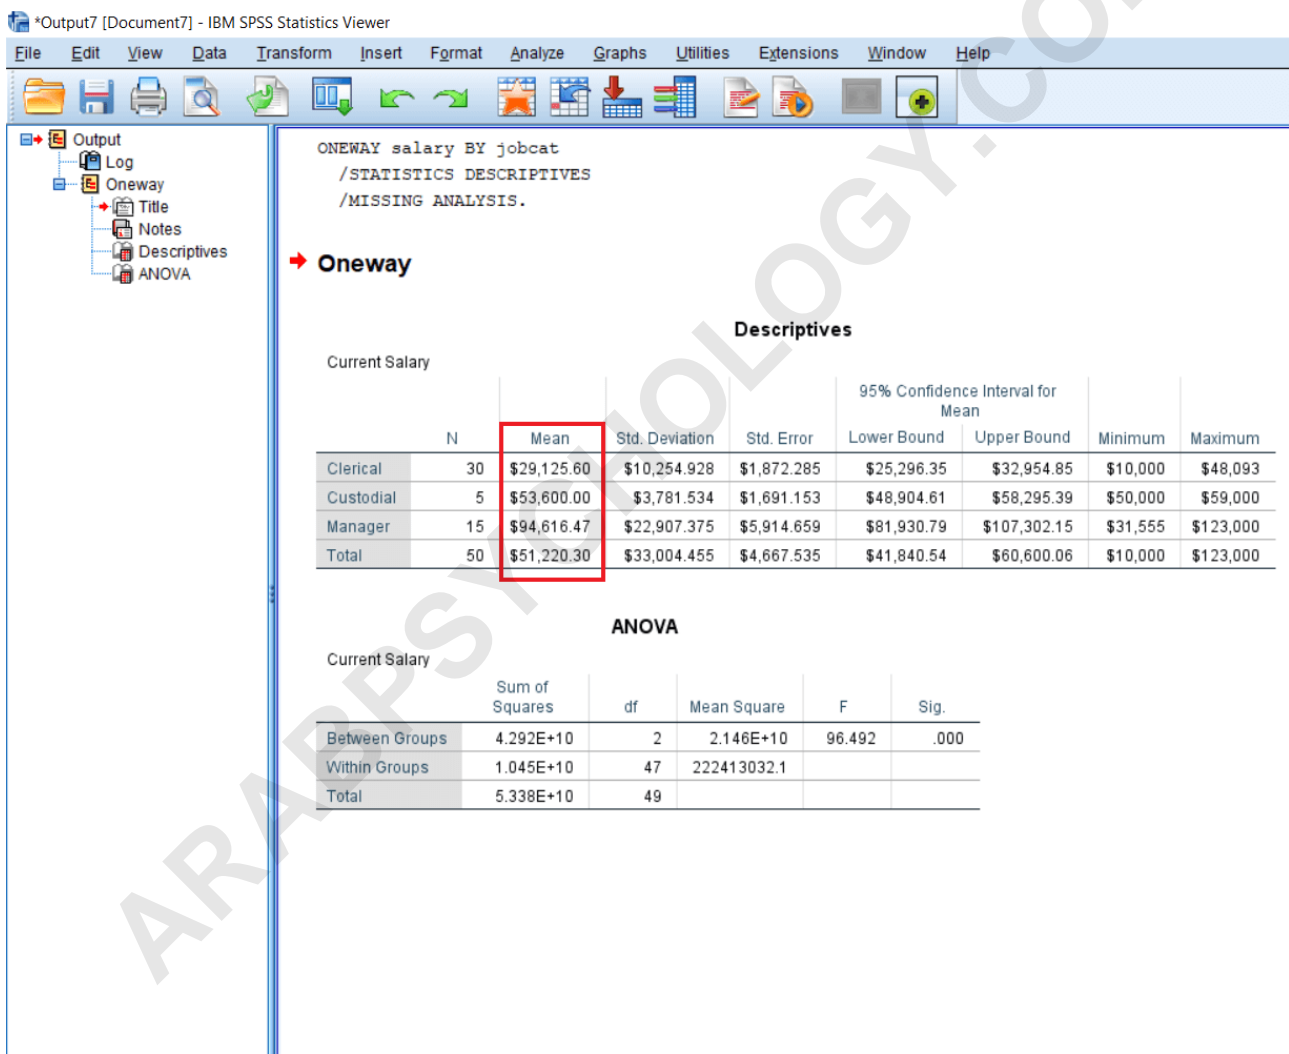 *Output7 [Document7] - IBM SPSS Statistics Viewer
File Edit View Data Transform Insert Format Analyze Graphs Utilities Extensions Window Help
Output
Log
Oneway
Title
Notes
Descriptives
ANOVA
ONEWAY salary BY jobcat
/STATISTICS DESCRIPTIVES
/MISSING ANALYSIS.
Oneway
Descriptives
Current Salary
95% Confidence Interval for
Mean
N Mean Std. Deviation Std. Error Lower Bound Upper Bound Minimum Maximum
Clerical 30 $29,125.60 $10,254.928 $1,872.285 $25,296.35 $32,954.85 $10,000 $48,093
Custodial 5 $53,600.00 $3,781.534 $1,691.153 $48,904.61 $58,295.39 $50,000 $59,000
Manager 15 $94,616.47 $22,907.375 $5,914.659 $81,930.79 $107,302.15 $31,555 $123,000
Total 50 $51,220.30 $33,004.455 $4,667.535 $41,840.54 $60,600.06 $10,000 $123,000
ANOVA
Current Salary
Sum of
Squares df Mean Square F Sig.
Between Groups 4.292E+10 2 2.146E+10 96.492 .000
Within Groups 1.045E+10 47 222413032.1
Total 5.338E+10 49
ARABPSYCHOLOGY.CO